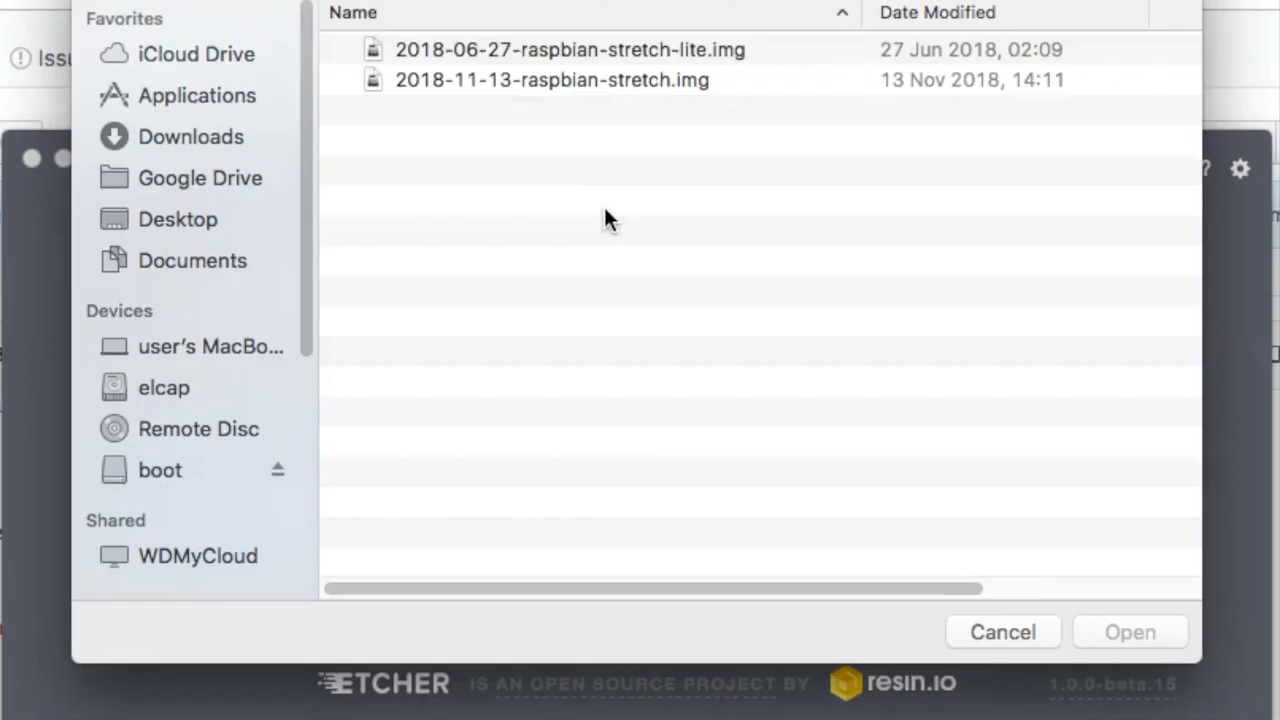 Favorites
Name
Date Modified
iCloud Drive
2018-06-27-raspbian-stretch-lite.img
27 Jun 2018, 02:09
Applications
2018-11-13-raspbian-stretch.img
13 Nov 2018, 14:11
Downloads
Google Drive
Desktop
Documents
Devices
user's MacBo...
elcap
Remote Disc
boot
Shared
WDMyCloud
Cancel
Open
ETCHER IS AN OPEN SOURCE PROJECT BY resin.io 1.0.0-beta.15